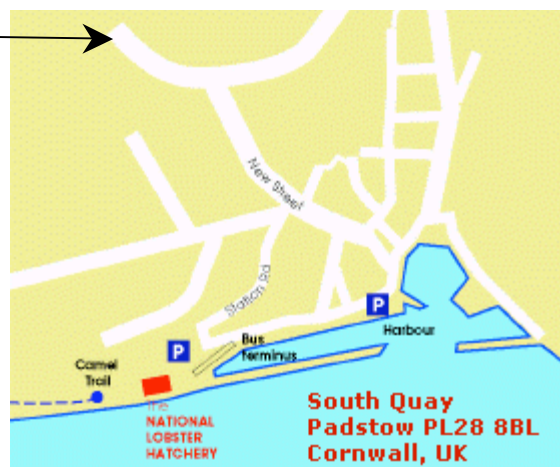 New Street
Station Rd
P
Harbour
P
Bus
Terminus
Camel
Trail
The
NATIONAL
LOBSTER
HATCHERY
South Quay
Padstow PL28 8BL
Cornwall, UK